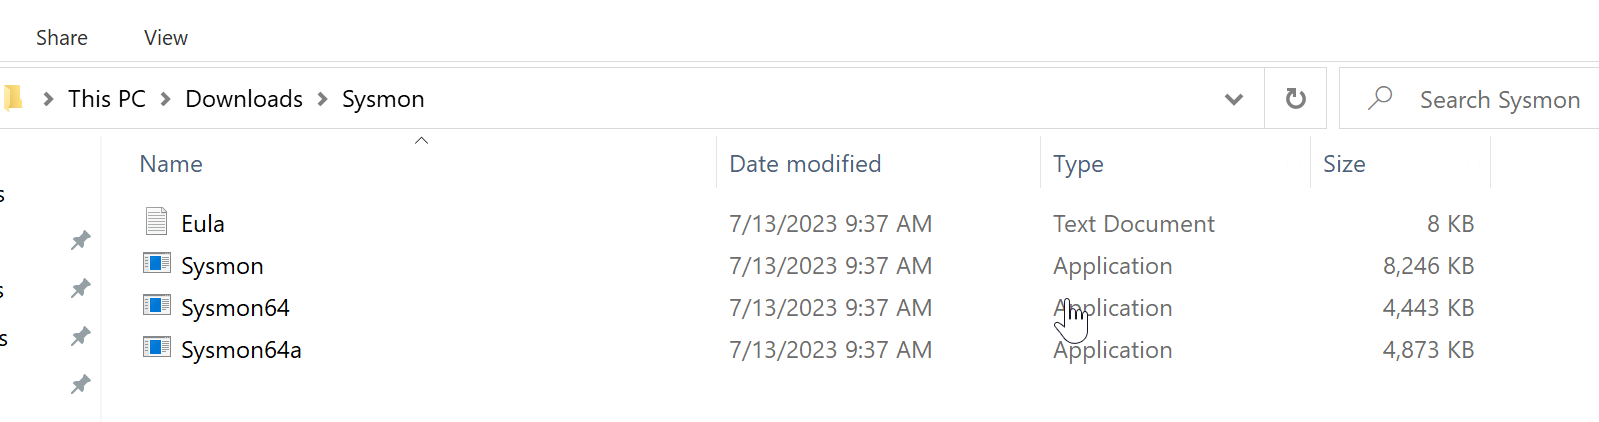 Share View
This PC Downloads Sysmon Search Sysmon
Name Date modified Type Size
Eula 7/13/2023 9:37 AM Text Document 8 KB
Sysmon 7/13/2023 9:37 AM Application 8,246 KB
Sysmon64 7/13/2023 9:37 AM Application 4,443 KB
Sysmon64a 7/13/2023 9:37 AM Application 4,873 KB